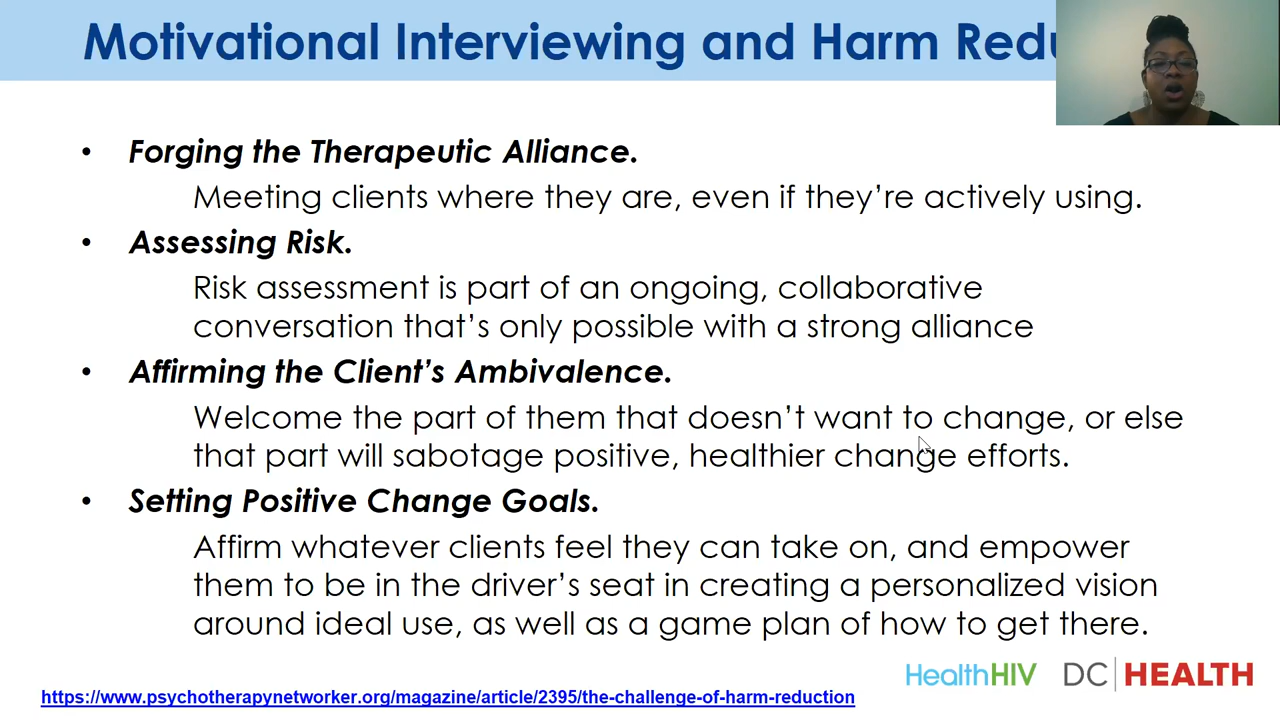 Motivational Interviewing and Harm Redu
• Forging the Therapeutic Alliance.
Meeting clients where they are, even if they’re actively using.
• Assessing Risk.
Risk assessment is part of an ongoing, collaborative
conversation that’s only possible with a strong alliance
• Affirming the Client’s Ambivalence.
Welcome the part of them that doesn’t want to change, or else
that part will sabotage positive, healthier change efforts.
• Setting Positive Change Goals.
Affirm whatever clients feel they can take on, and empower
them to be in the driver’s seat in creating a personalized vision
around ideal use, as well as a game plan of how to get there.
HealthHIV DC | HEALTH
https://www.psychotherapynetworker.org/magazine/article/2395/the-challenge-of-harm-reduction